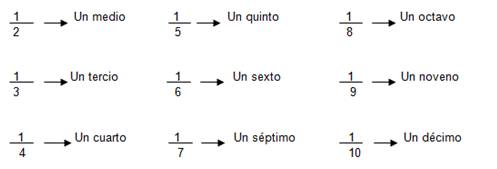 1/2 → Un medio 1/5 → Un quinto 1/8 → Un octavo
1/3 → Un tercio 1/6 → Un sexto 1/9 → Un noveno
1/4 → Un cuarto 1/7 → Un séptimo 1/10 → Un décimo